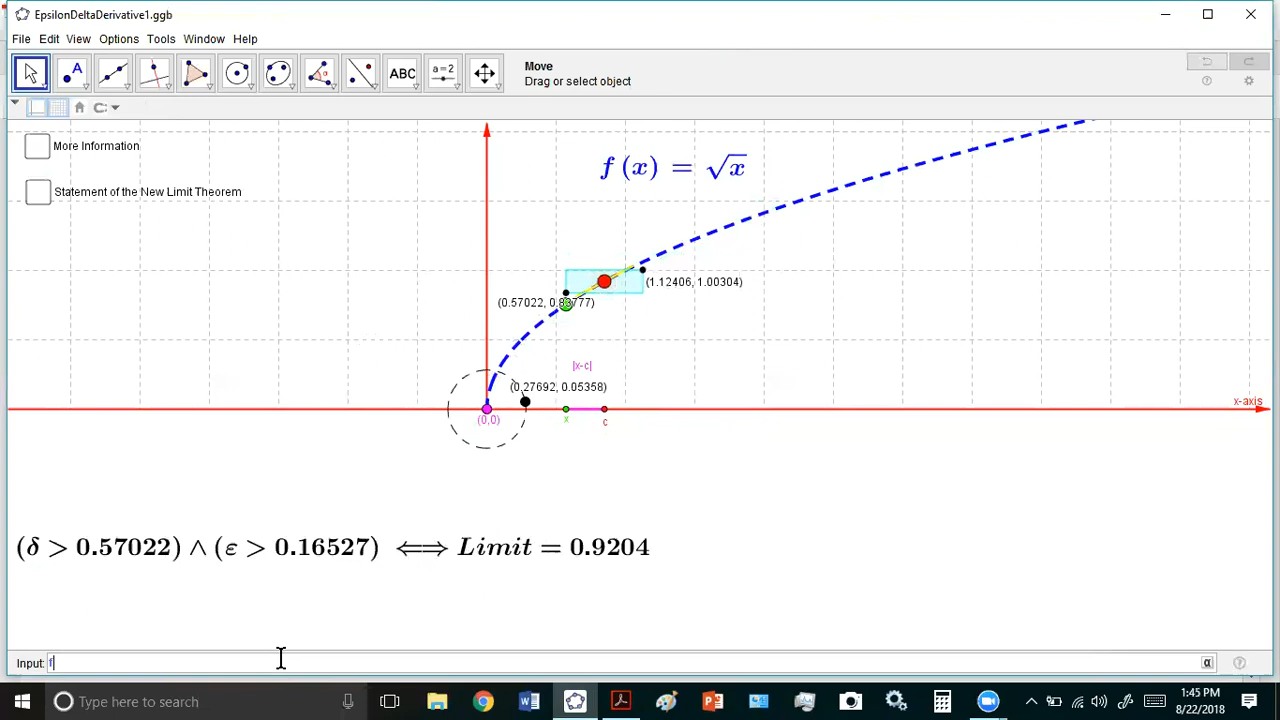 EpsilonDeltaDerivative1.ggb
File Edit View Options Tools Window Help
A
ABC
a=2
Move
Drag or select object
More Information
Statement of the New Limit Theorem
f (x) = √x
(1.12406, 1.00304)
(0.57022, 0.83777)
|x-c|
(0.27692, 0.05358)
x-axis
(0,0)
x
c
(δ > 0.57022) ∧ (ε > 0.16527) ⟺ Limit = 0.9204
Input: f
α
Type here to search
1:45 PM
8/22/2018